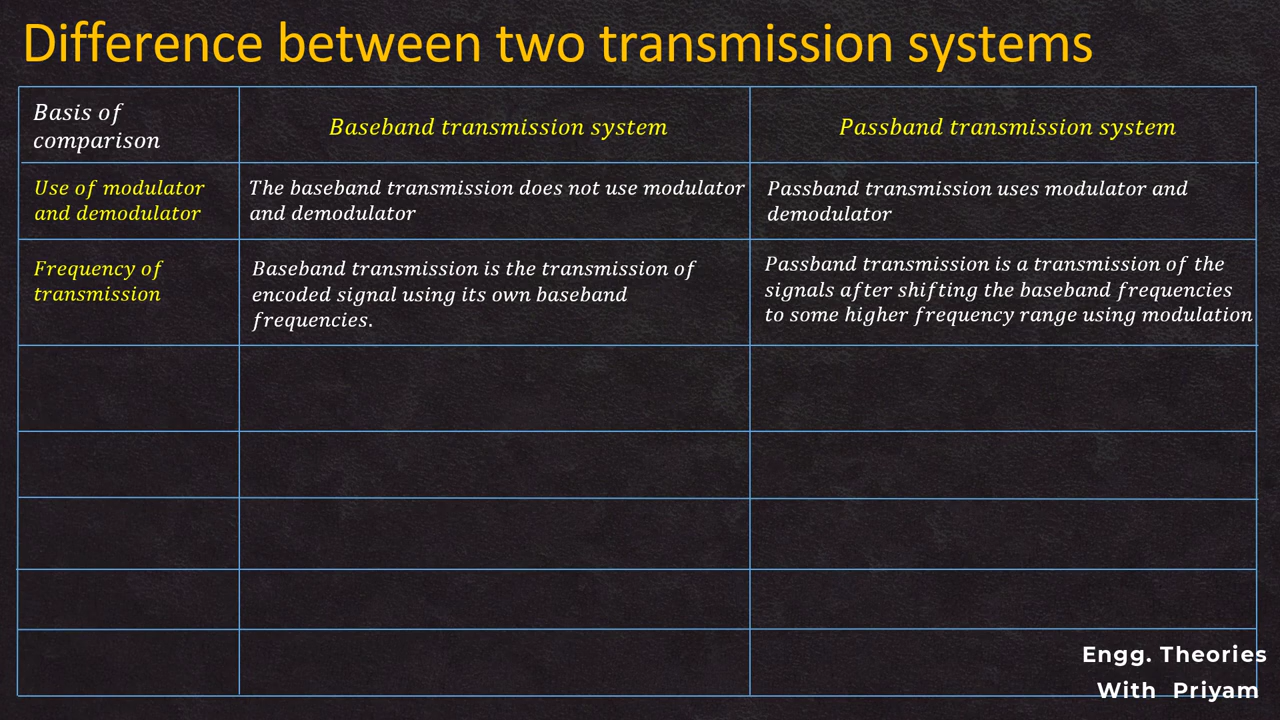 Difference between two transmission systems
Basis of
comparison
Baseband transmission system
Passband transmission system
Use of modulator
and demodulator
The baseband transmission does not use modulator
and demodulator
Passband transmission uses modulator and
demodulator
Frequency of
transmission
Baseband transmission is the transmission of
encoded signal using its own baseband
frequencies.
Passband transmission is a transmission of the
signals after shifting the baseband frequencies
to some higher frequency range using modulation
Engg. Theories
With Priyam